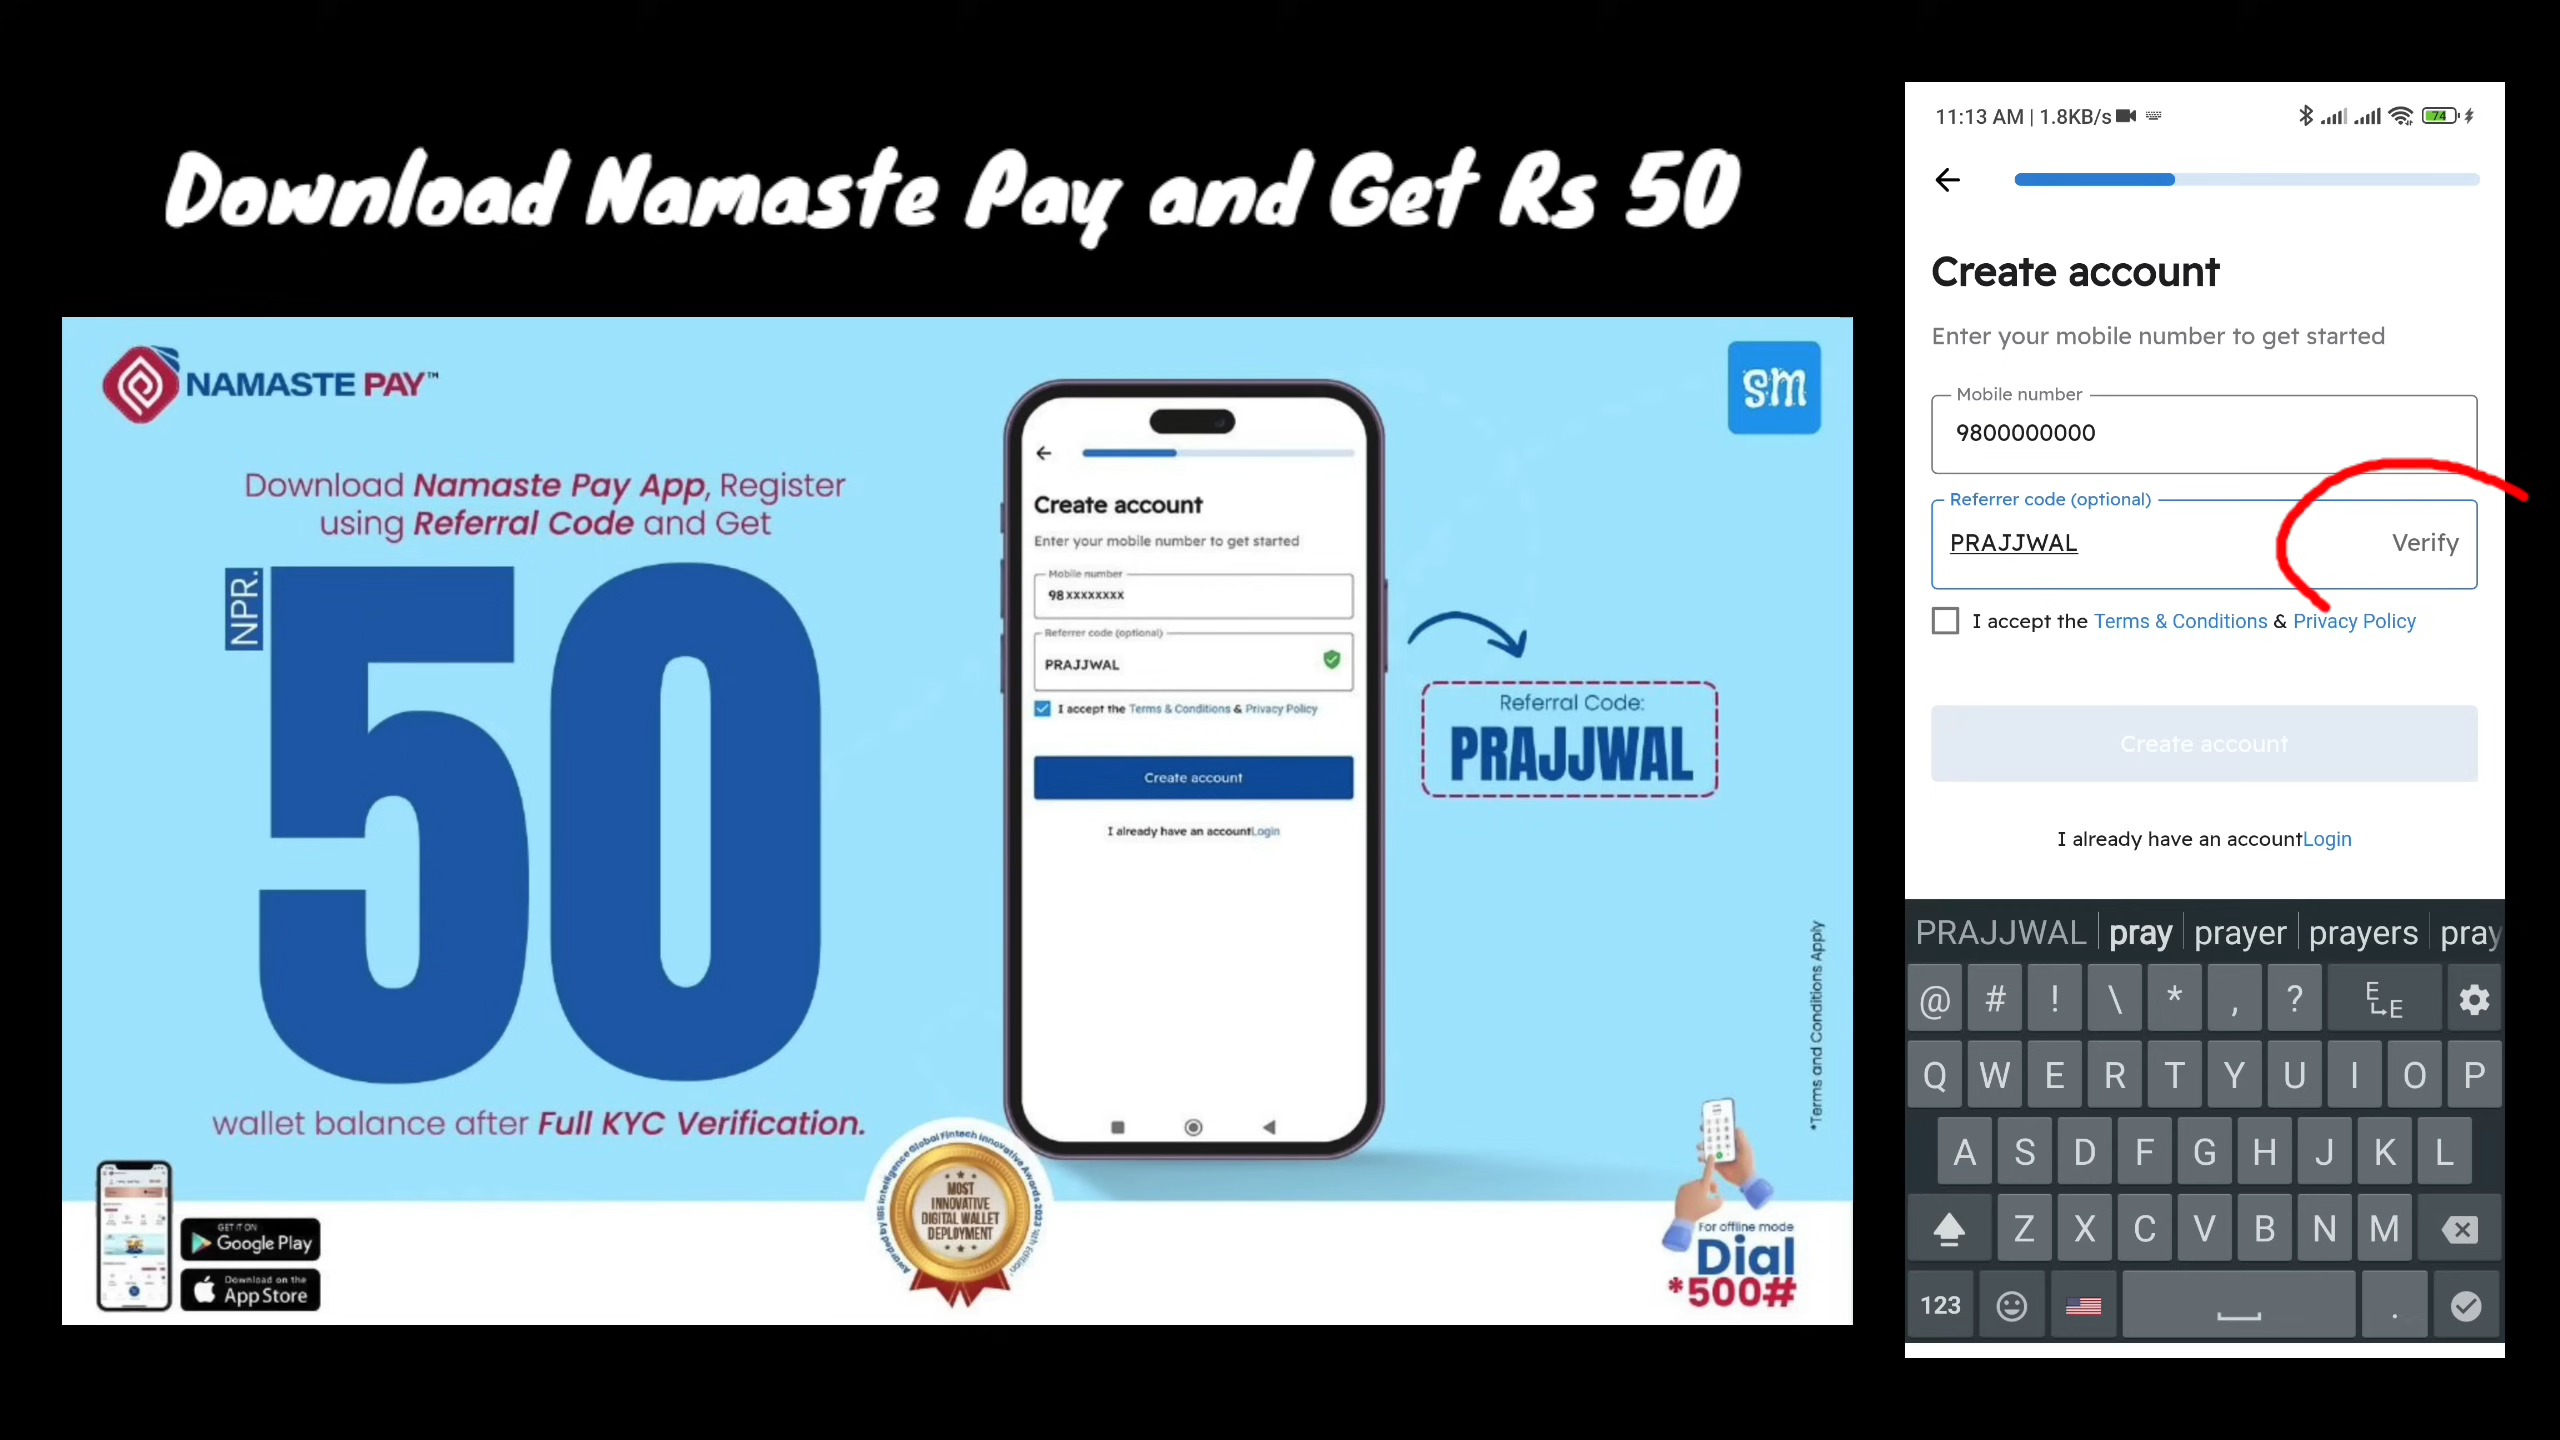 Download Namaste Pay and Get Rs 50
NAMASTE PAY™
sm
Download Namaste Pay App, Register
using Referral Code and Get
NPR.
50
wallet balance after Full KYC Verification.
GET IT ON
Google Play
Download on the
App Store
Create account
Enter your mobile number to get started
Mobile number
98xxxxxxxx
Referrer code (optional)
PRAJJWAL
I accept the Terms & Conditions & Privacy Policy
Create account
I already have an accountLogin
Referral Code:
PRAJJWAL
*Terms and Conditions Apply
MOST
INNOVATIVE
DIGITAL WALLET
DEPLOYMENT
For offline mode
Dial
*500#
11:13 AM | 1.8KB/s
74
Create account
Enter your mobile number to get started
Mobile number
9800000000
Referrer code (optional)
PRAJJWAL
Verify
I accept the Terms & Conditions & Privacy Policy
Create account
I already have an accountLogin
PRAJJWAL pray prayer prayers pray
@ # ! \ * , ? E E
Q W E R T Y U I O P
A S D F G H J K L
Z X C V B N M
123 .